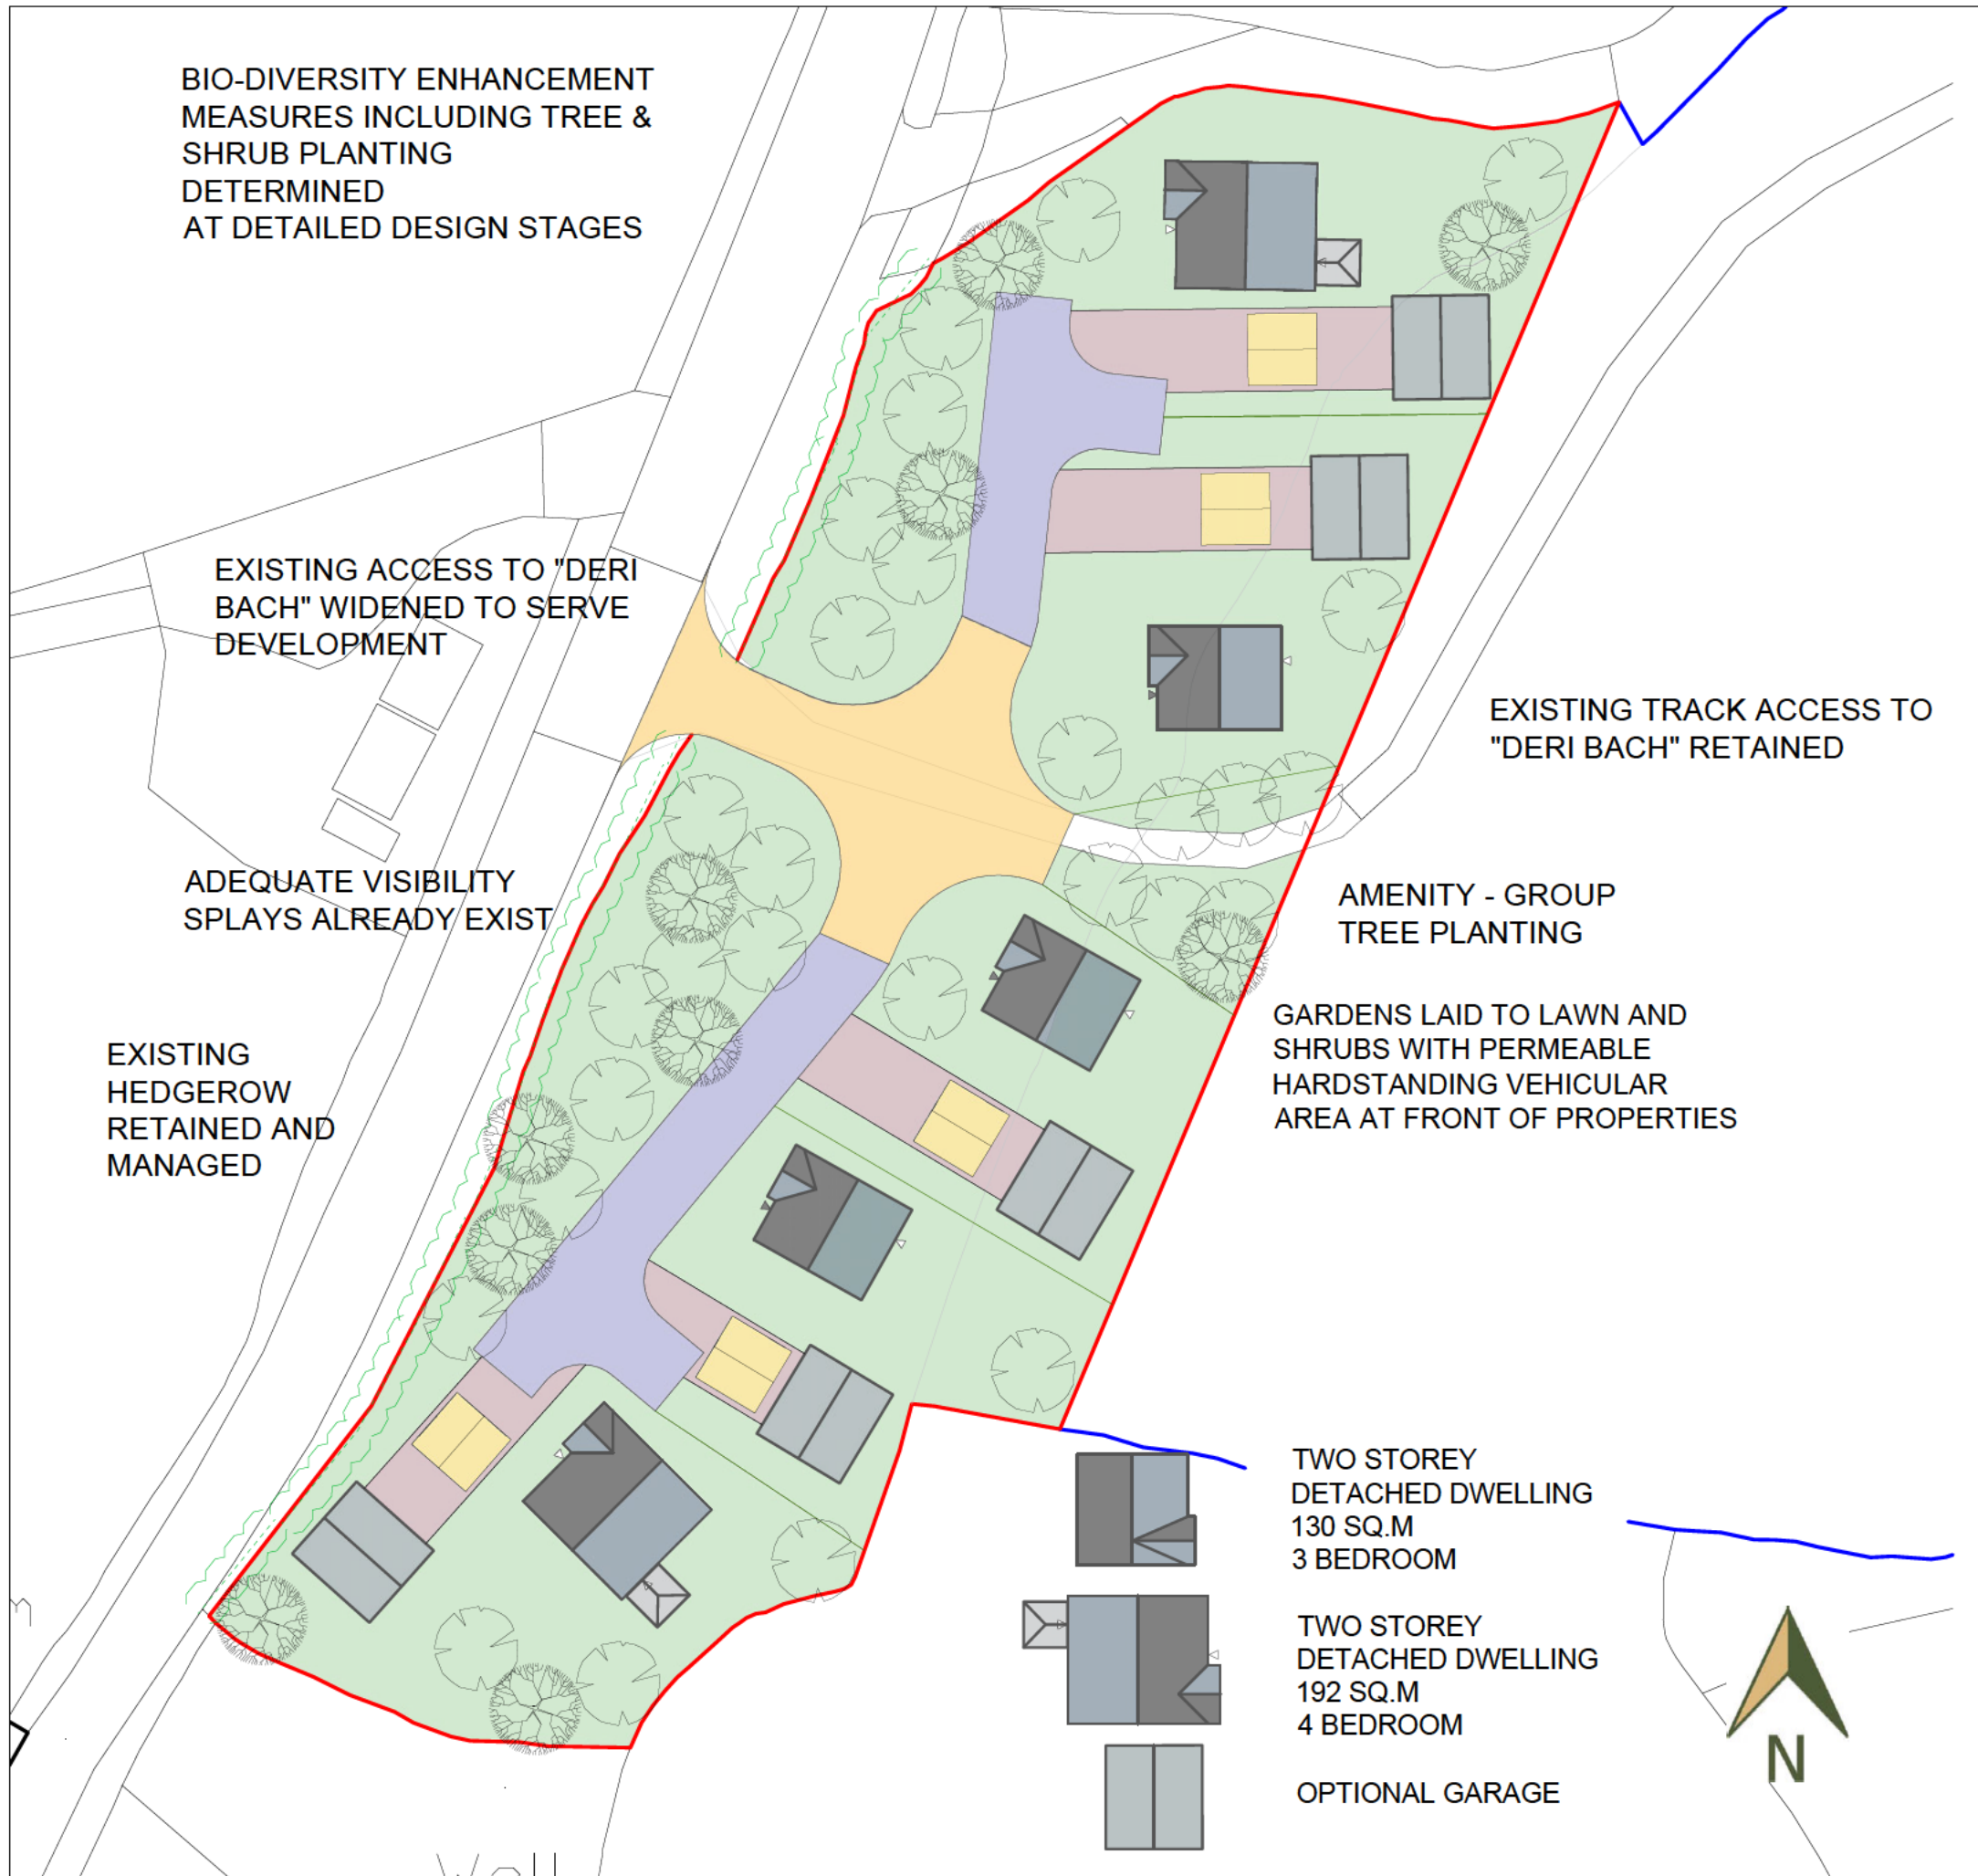 BIO-DIVERSITY ENHANCEMENT
MEASURES INCLUDING TREE &
SHRUB PLANTING
DETERMINED
AT DETAILED DESIGN STAGES
EXISTING ACCESS TO "DERI
BACH" WIDENED TO SERVE
DEVELOPMENT
EXISTING TRACK ACCESS TO
"DERI BACH" RETAINED
ADEQUATE VISIBILITY
SPLAYS ALREADY EXIST
AMENITY - GROUP
TREE PLANTING
GARDENS LAID TO LAWN AND
SHRUBS WITH PERMEABLE
HARDSTANDING VEHICULAR
AREA AT FRONT OF PROPERTIES
EXISTING
HEDGEROW
RETAINED AND
MANAGED
TWO STOREY
DETACHED DWELLING
130 SQ.M
3 BEDROOM
TWO STOREY
DETACHED DWELLING
192 SQ.M
4 BEDROOM
OPTIONAL GARAGE
N